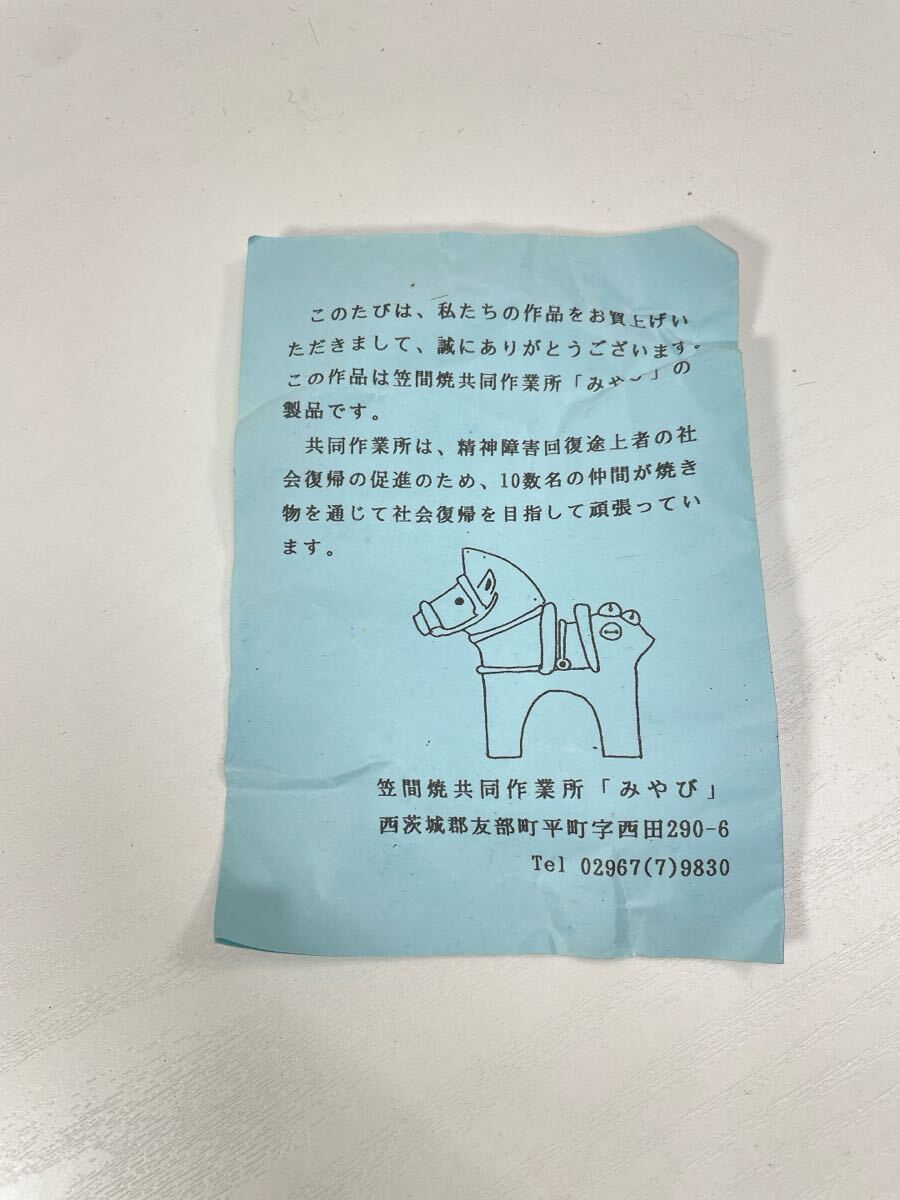 このたびは、私たちの作品をお買上げい
ただきまして、誠にありがとうございます。
この作品は笠間焼共同作業所「みやび」の
製品です。
共同作業所は、精神障害回復途上者の社
会復帰の促進のため、10数名の仲間が焼き
物を通じて社会復帰を目指して頑張ってい
ます。
笠間焼共同作業所「みやび」
西茨城郡友部町平町字西田290-6
Tel 02967(7)9830